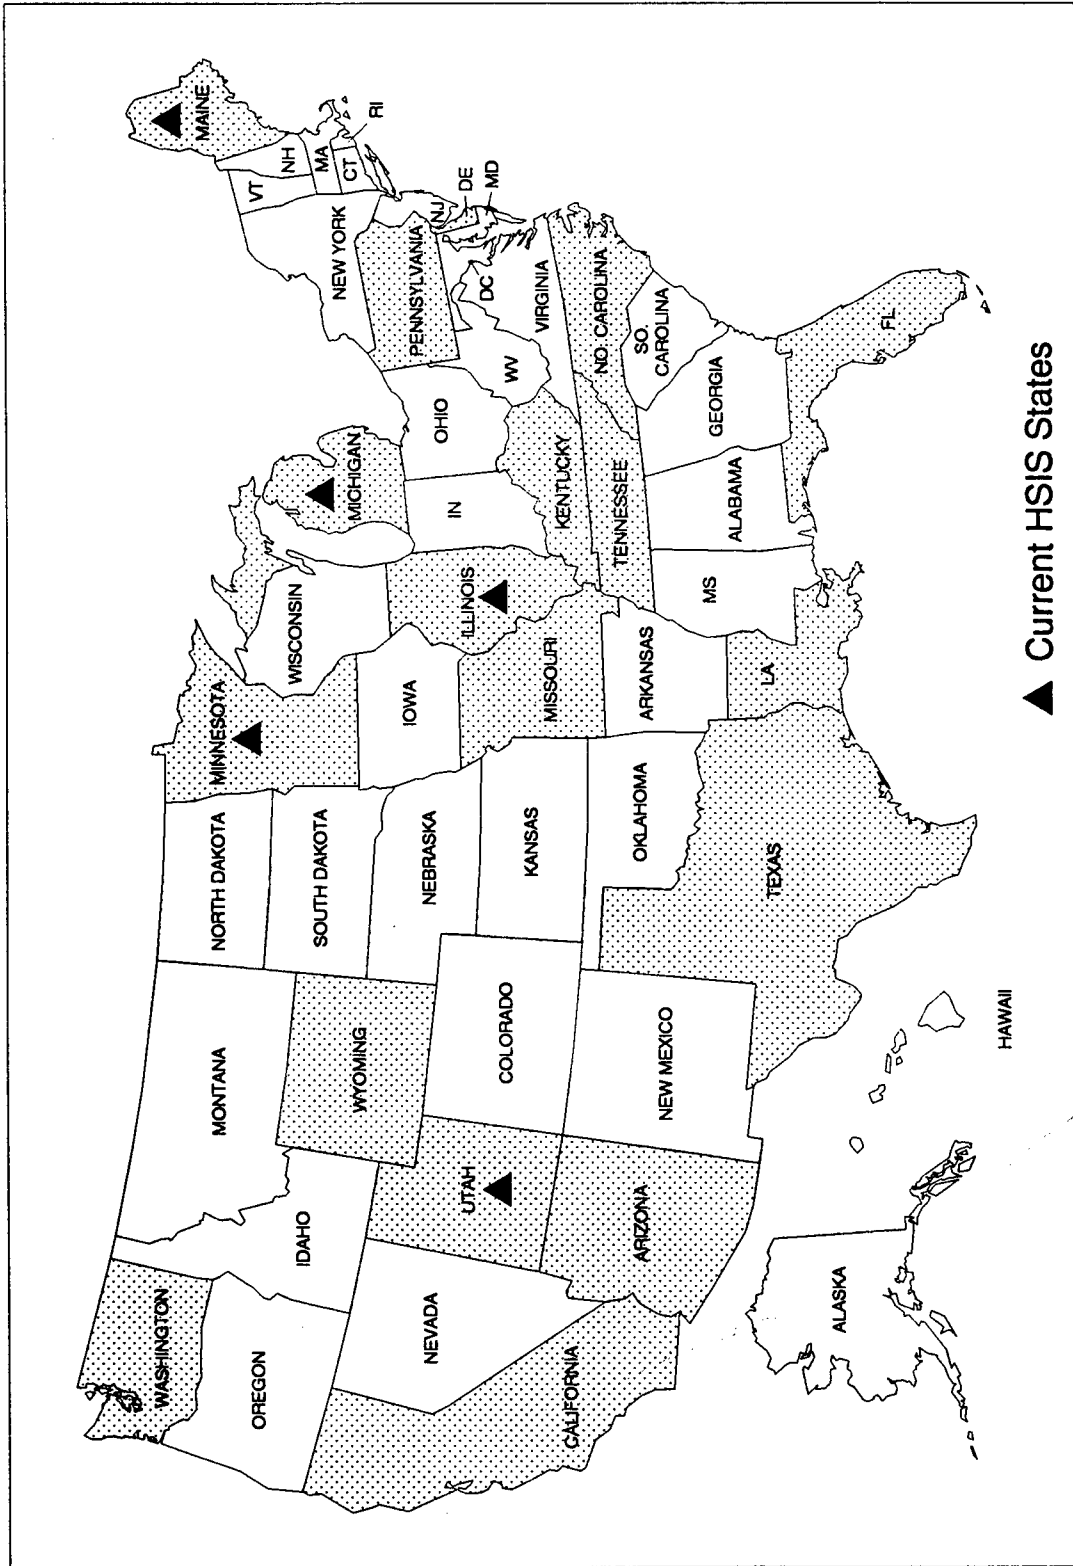 WASHINGTON
OREGON
CALIFORNIA
NEVADA
IDAHO
MONTANA
WYOMING
UTAH
ARIZONA
COLORADO
NEW MEXICO
NORTH DAKOTA
SOUTH DAKOTA
NEBRASKA
KANSAS
OKLAHOMA
TEXAS
MINNESOTA
IOWA
MISSOURI
ARKANSAS
LA
WISCONSIN
ILLINOIS
MS
MICHIGAN
IN
OHIO
KENTUCKY
TENNESSEE
ALABAMA
GEORGIA
FL
SO.
CAROLINA
NO. CAROLINA
VIRGINIA
WV
DC
PENNSYLVANIA
NEW YORK
NJ
DE
MD
VT
NH
MA
CT
RI
MAINE
ALASKA
HAWAII
Current HSIS States